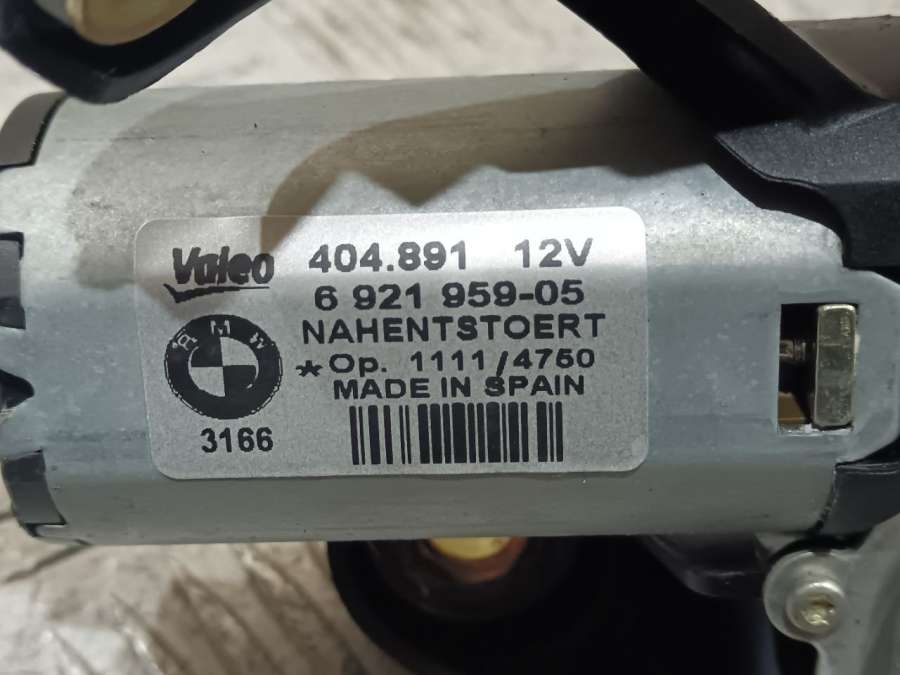 Valeo 404.891 12V
6 921 959-05
NAHENTSTOERT
BMW
*Op. 1111/4750
MADE IN SPAIN
3166